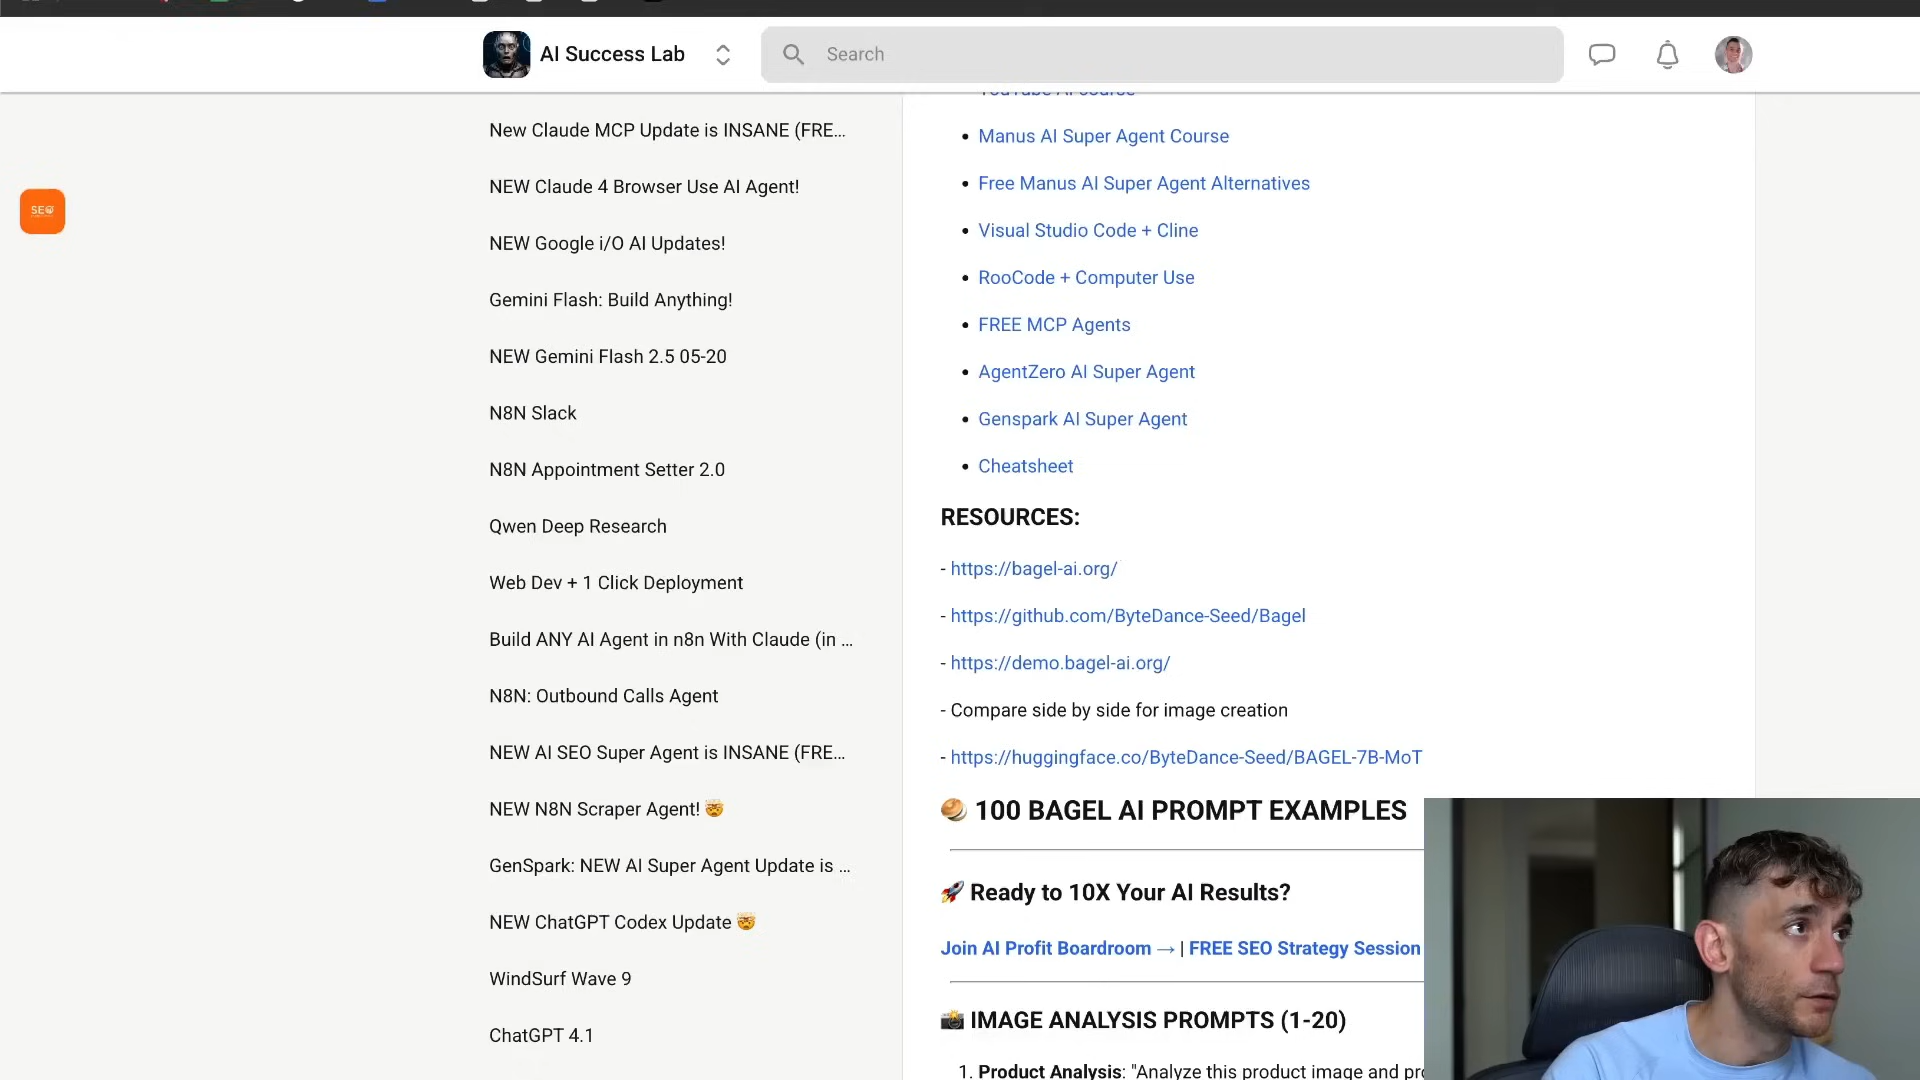 AI Success Lab
Search
SEO
New Claude MCP Update is INSANE (FRE...
NEW Claude 4 Browser Use AI Agent!
NEW Google i/O AI Updates!
Gemini Flash: Build Anything!
NEW Gemini Flash 2.5 05-20
N8N Slack
N8N Appointment Setter 2.0
Qwen Deep Research
Web Dev + 1 Click Deployment
Build ANY AI Agent in n8n With Claude (in ...
N8N: Outbound Calls Agent
NEW AI SEO Super Agent is INSANE (FRE...
NEW N8N Scraper Agent! 🤯
GenSpark: NEW AI Super Agent Update is ...
NEW ChatGPT Codex Update 🤯
WindSurf Wave 9
ChatGPT 4.1
YouTube AI Course
• Manus AI Super Agent Course
• Free Manus AI Super Agent Alternatives
• Visual Studio Code + Cline
• RooCode + Computer Use
• FREE MCP Agents
• AgentZero AI Super Agent
• Genspark AI Super Agent
• Cheatsheet
RESOURCES:
- https://bagel-ai.org/
- https://github.com/ByteDance-Seed/Bagel
- https://demo.bagel-ai.org/
- Compare side by side for image creation
- https://huggingface.co/ByteDance-Seed/BAGEL-7B-MoT
🥯 100 BAGEL AI PROMPT EXAMPLES
🚀 Ready to 10X Your AI Results?
Join AI Profit Boardroom → | FREE SEO Strategy Session
📸 IMAGE ANALYSIS PROMPTS (1-20)
1. Product Analysis: "Analyze this product image and